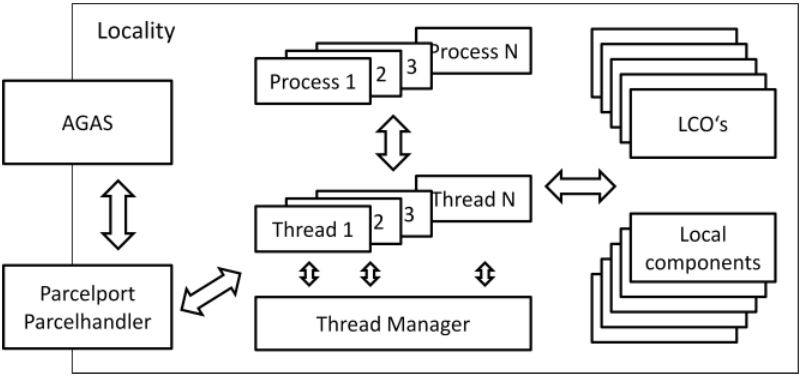 Locality
Process 1
2
3
Process N
AGAS
LCO‘s
Thread 1
2
3
Thread N
Local
components
Parcelport
Parcelhandler
Thread Manager